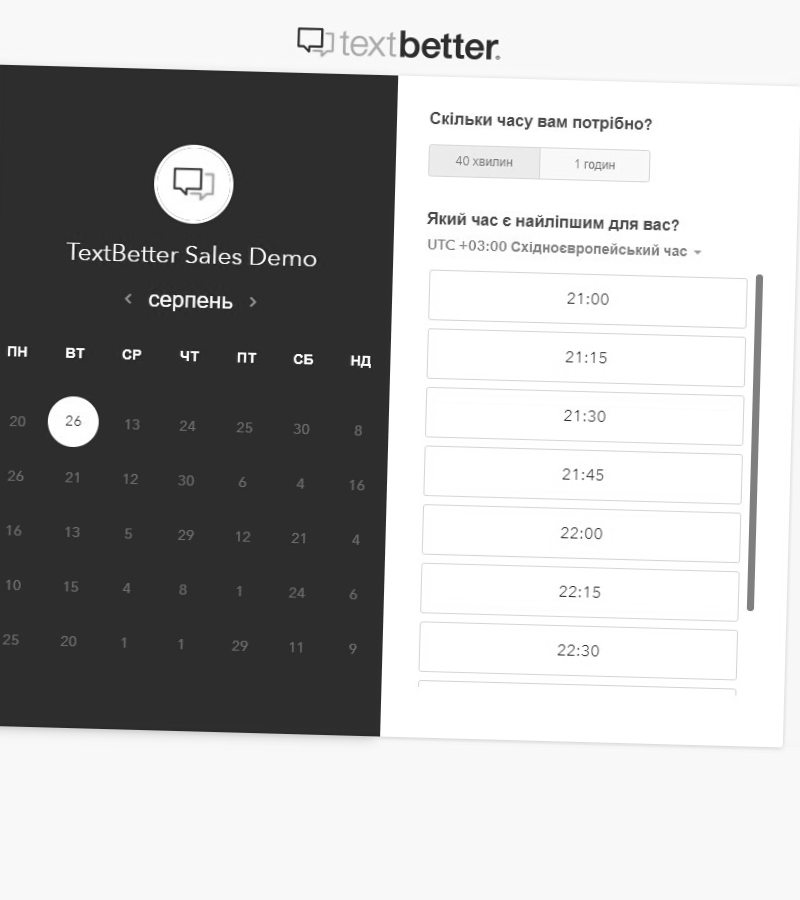 textbetter.
TextBetter Sales Demo
серпень
ПН ВТ СР ЧТ ПТ СБ НД
20 26 13 24 25 30 8
26 21 12 30 6 4 16
16 13 5 29 12 21 4
10 15 4 8 1 24 6
25 20 1 1 29 11 9
Скільки часу вам потрібно?
40 хвилин 1 годин
Який час є найліпшим для вас?
UTC +03:00 Східноєвропейський час
21:00
21:15
21:30
21:45
22:00
22:15
22:30